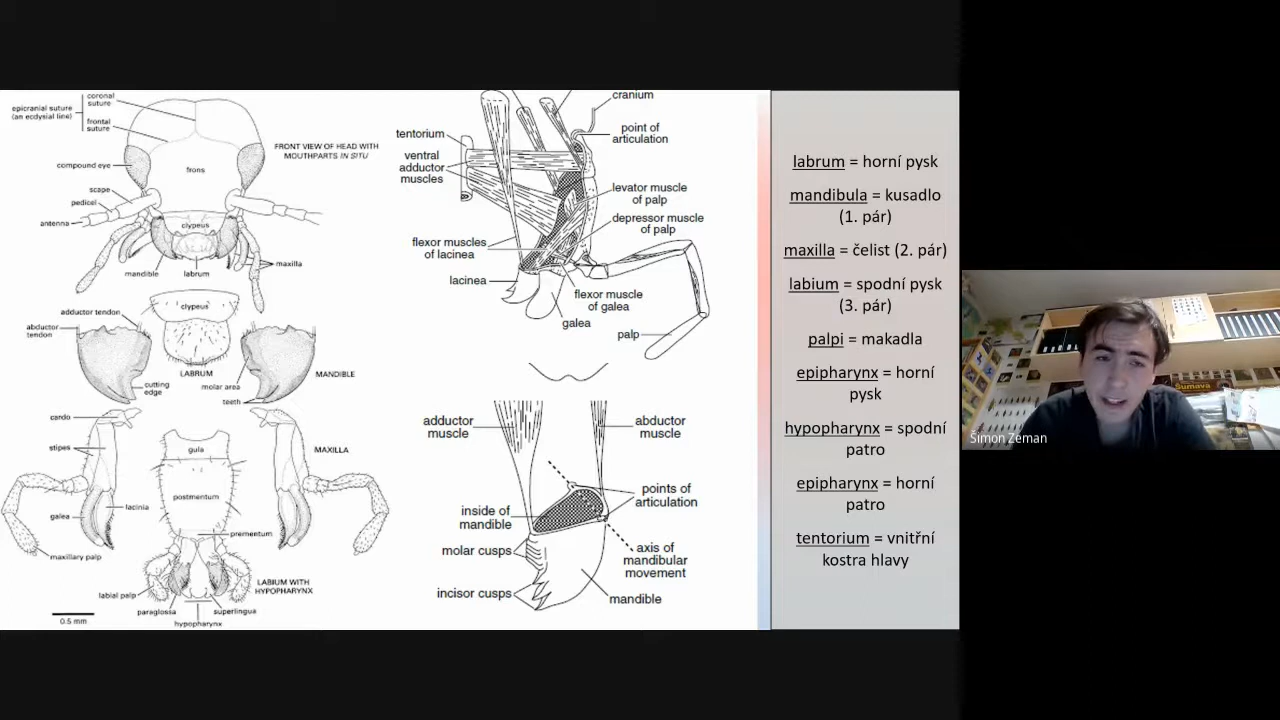 coronal
suture
epicranial suture
(an ecdysial line)
frontal
suture
FRONT VIEW OF HEAD WITH
MOUTHPARTS IN SITU
compound eye
frons
scape
pedicel
antenna
clypeus
mandible
labrum
maxilla
adductor tendon
clypeus
abductor
tendon
LABRUM
cutting
edge
molar area
teeth
MANDIBLE
cardo
stipes
gula
MAXILLA
postmentum
galea
lacinia
prementum
maxillary palp
LABIUM WITH
HYPOPHARYNX
labial palp
paraglossa
superlingua
hypopharynx
0.5 mm
cranium
tentorium
point of
articulation
ventral
adductor
muscles
levator muscle
of palp
depressor muscle
of palp
flexor muscles
of lacinea
lacinea
flexor muscle
of galea
galea
palp
adductor
muscle
abductor
muscle
points of
articulation
inside of
mandible
molar cusps
axis of
mandibular
movement
incisor cusps
mandible
labrum = horní pysk
mandibula = kusadlo
(1. pár)
maxilla = čelist (2. pár)
labium = spodní pysk
(3. pár)
palpi = makadla
epipharynx = horní
pysk
hypopharynx = spodní
patro
epipharynx = horní
patro
tentorium = vnitřní
kostra hlavy
Šumava
Šimon Zeman